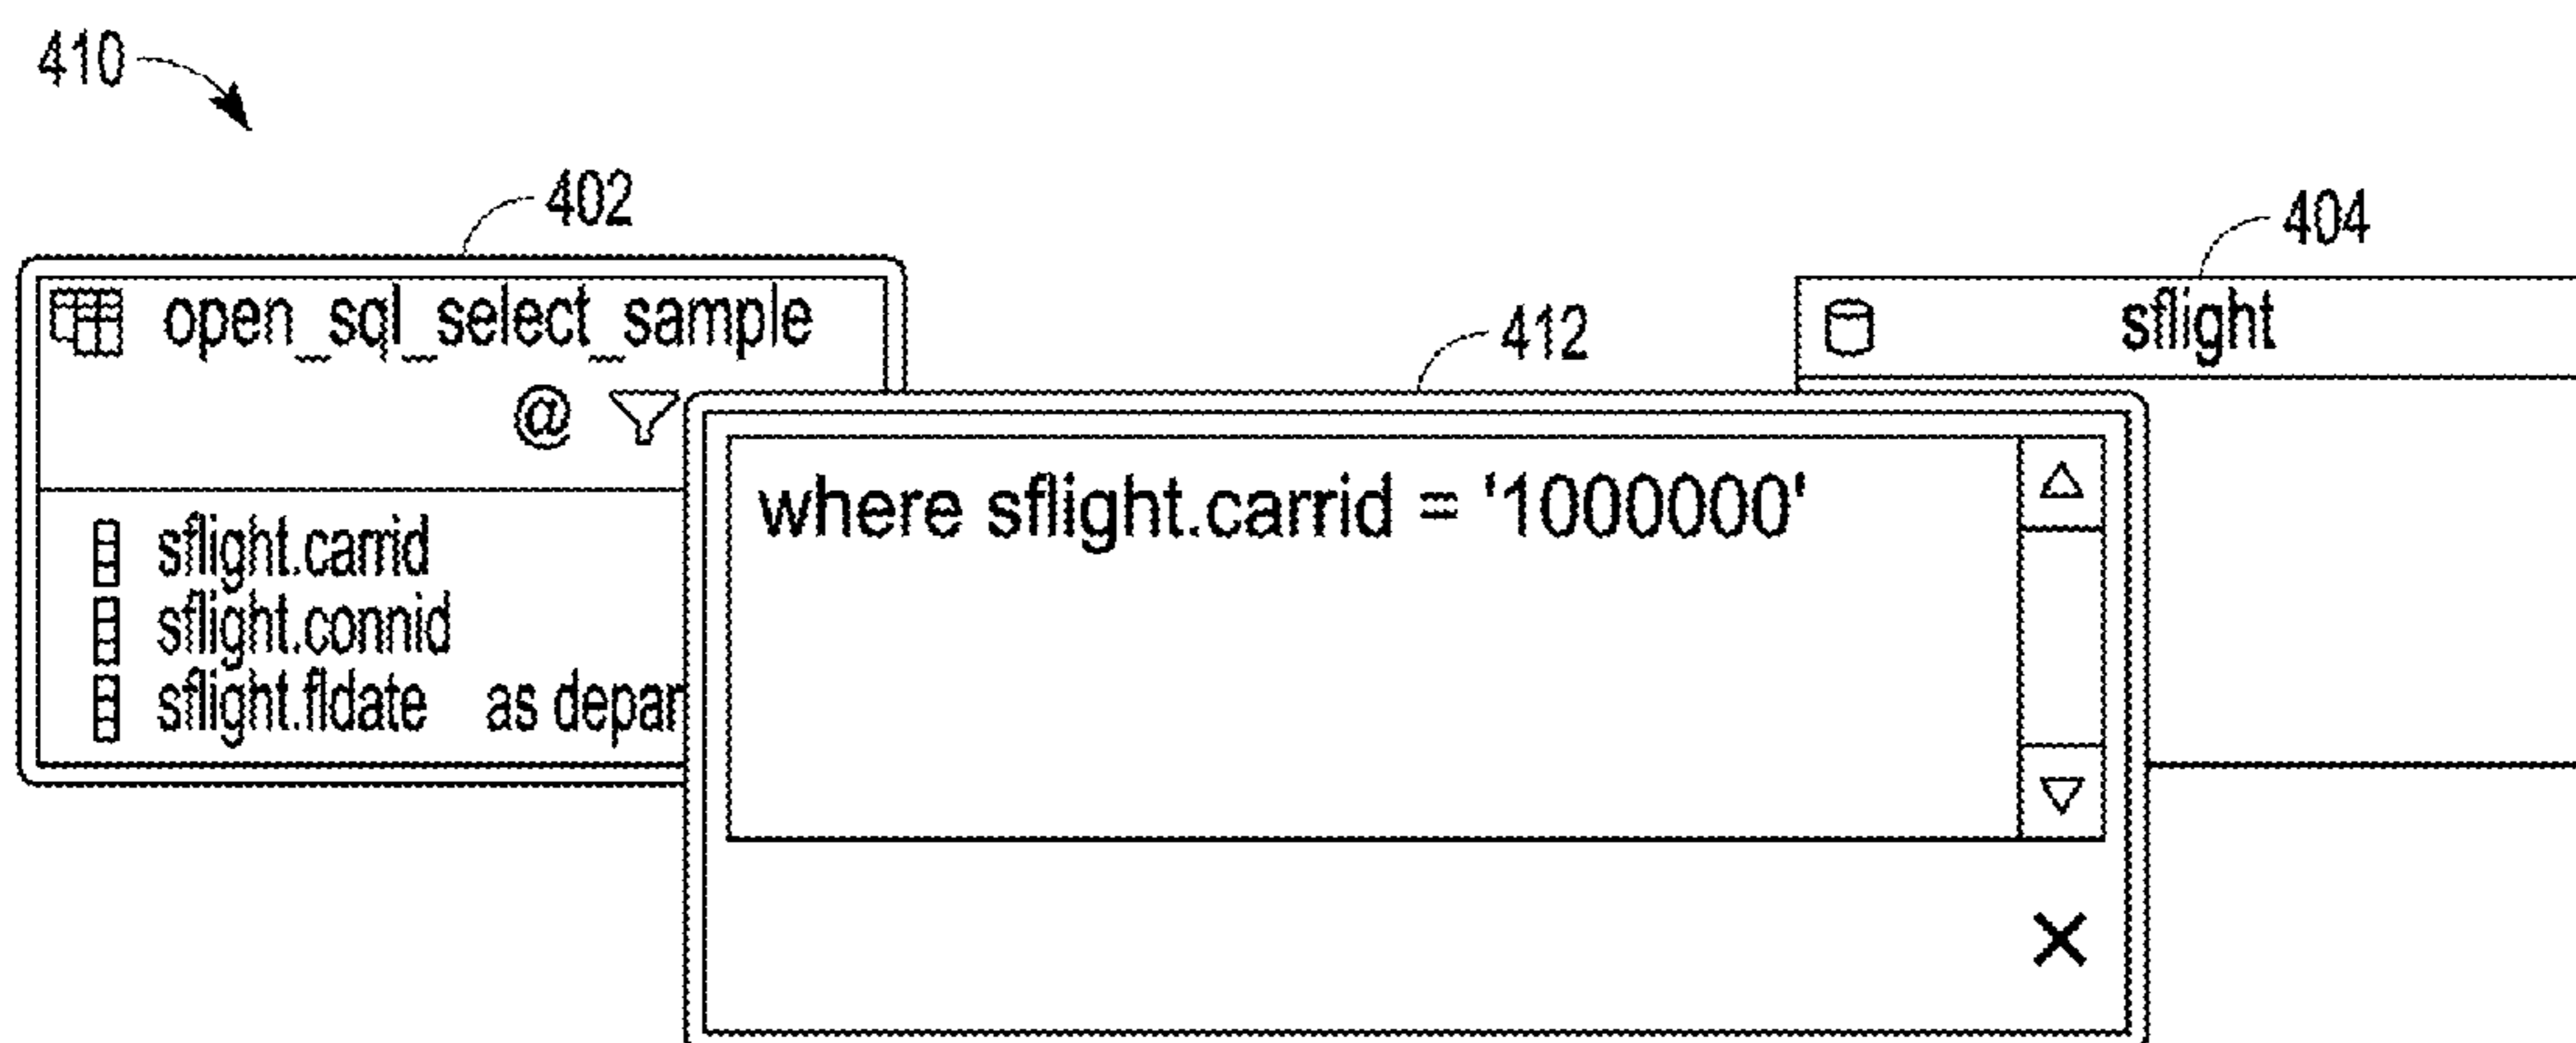 410
402
404
open_sql_select_sample
sflight
412
@
where sflight.carrid = '1000000'
sflight.carrid
sflight.connid
sflight.fldate as depar